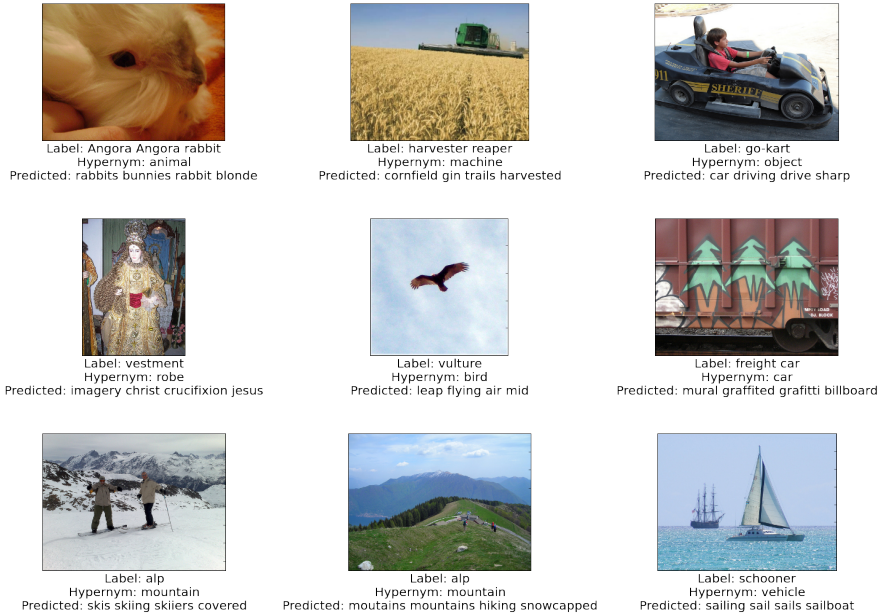 911
SHERIFF
Label: Angora Angora rabbit
Hypernym: animal
Predicted: rabbits bunnies rabbit blonde
Label: harvester reaper
Hypernym: machine
Predicted: cornfield gin trails harvested
Label: go-kart
Hypernym: object
Predicted: car driving drive sharp
Label: vestment
Hypernym: robe
Predicted: imagery christ crucifixion jesus
Label: vulture
Hypernym: bird
Predicted: leap flying air mid
Label: freight car
Hypernym: car
Predicted: mural graffited grafitti billboard
Label: alp
Hypernym: mountain
Predicted: skis skiing skiiers covered
Label: alp
Hypernym: mountain
Predicted: moutains mountains hiking snowcapped
Label: schooner
Hypernym: vehicle
Predicted: sailing sail sails sailboat